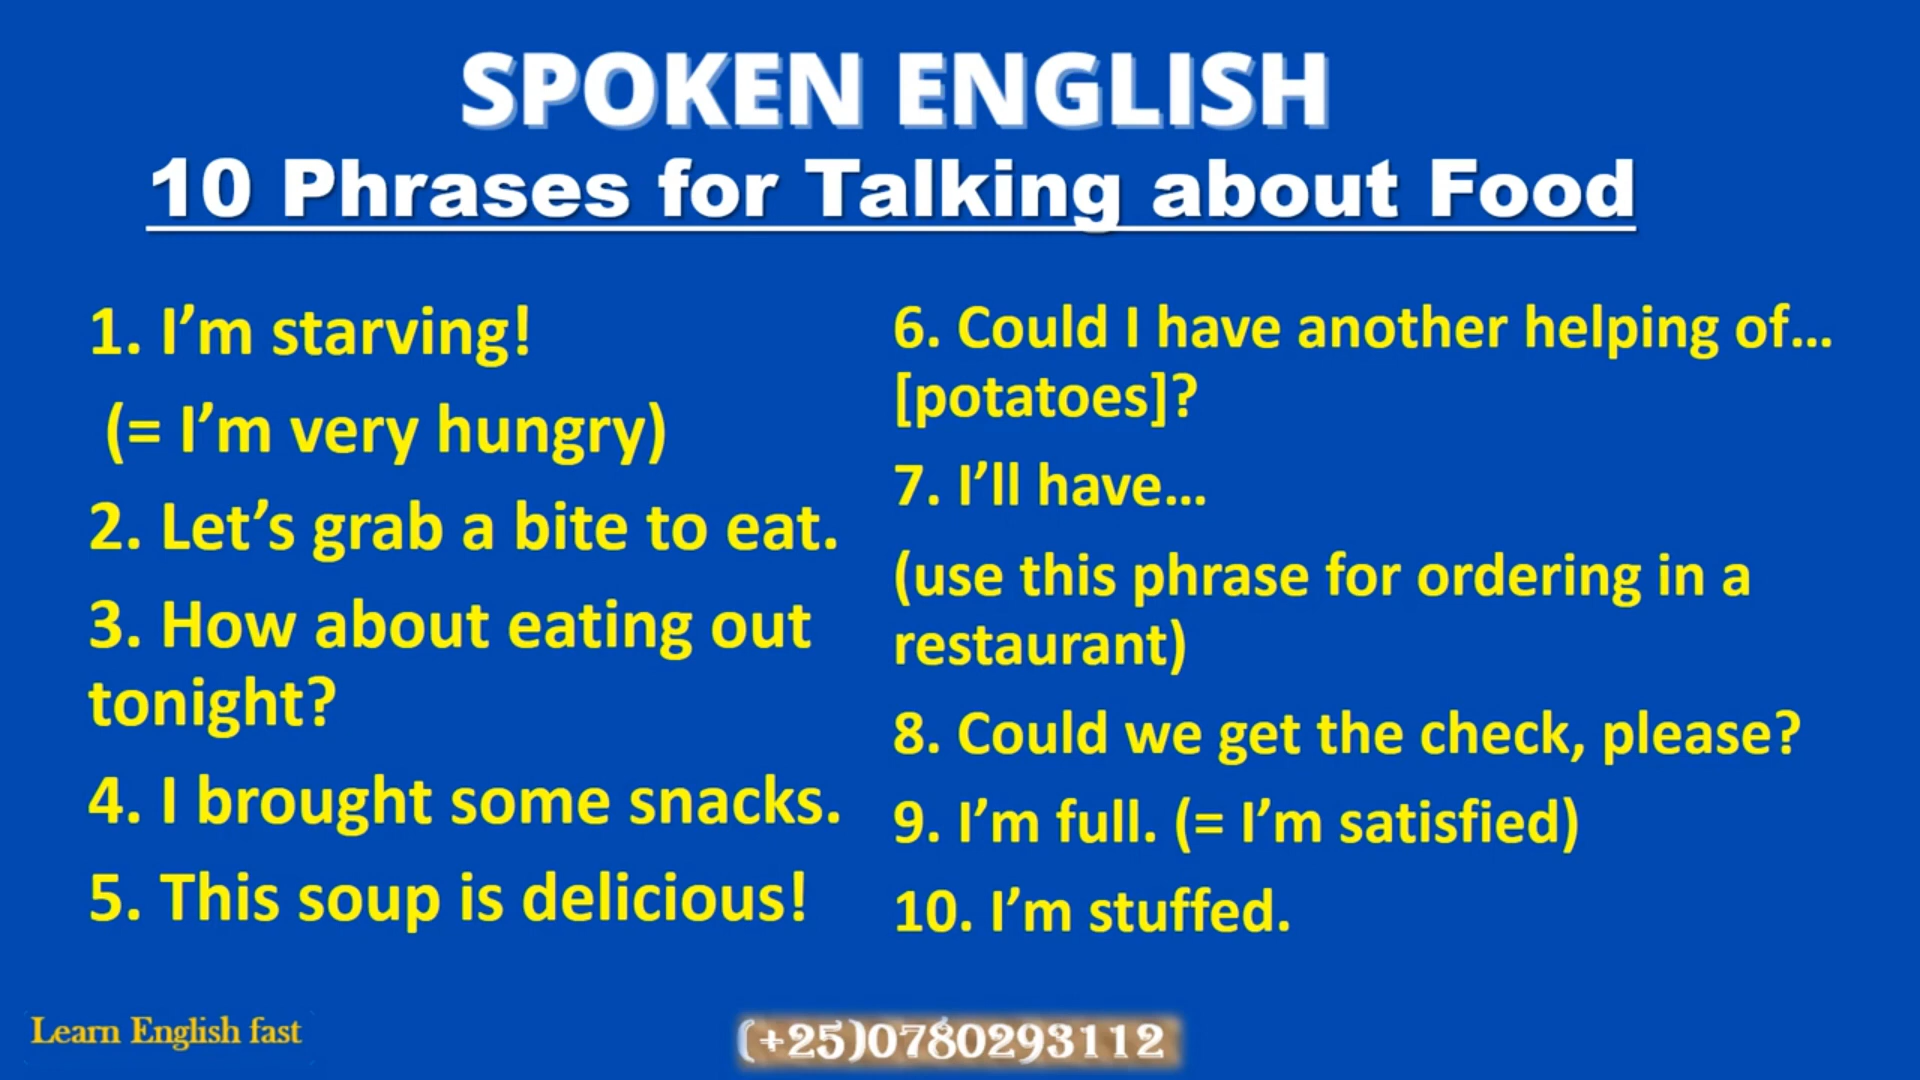 SPOKEN ENGLISH
10 Phrases for Talking about Food
1. I’m starving!
(= I’m very hungry)
2. Let’s grab a bite to eat.
3. How about eating out
tonight?
4. I brought some snacks.
5. This soup is delicious!
6. Could I have another helping of...
[potatoes]?
7. I’ll have...
(use this phrase for ordering in a
restaurant)
8. Could we get the check, please?
9. I’m full. (= I’m satisfied)
10. I’m stuffed.
Learn English fast
(+25)0780293112